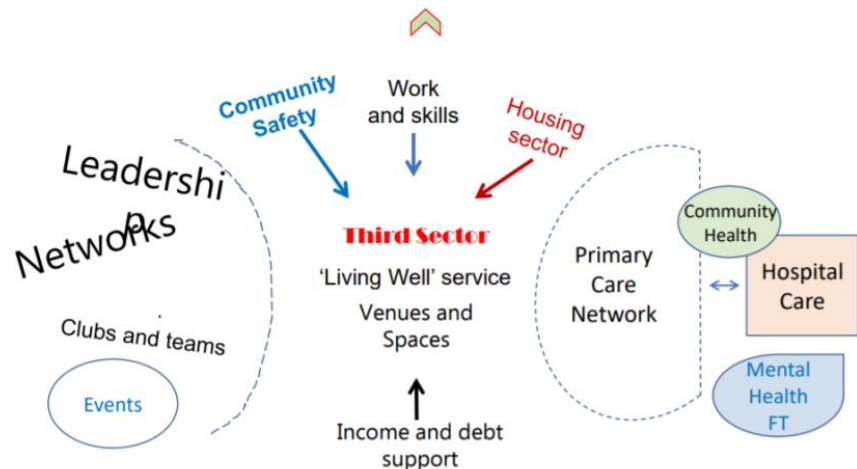 Community
Safety
Work
and skills
Housing
sector
Leadershi
p
Networks
Clubs and teams
Events
Third Sector
'Living Well' service
Venues and
Spaces
Income and debt
support
Primary
Care
Network
Community
Health
Hospital
Care
Mental
Health
FT